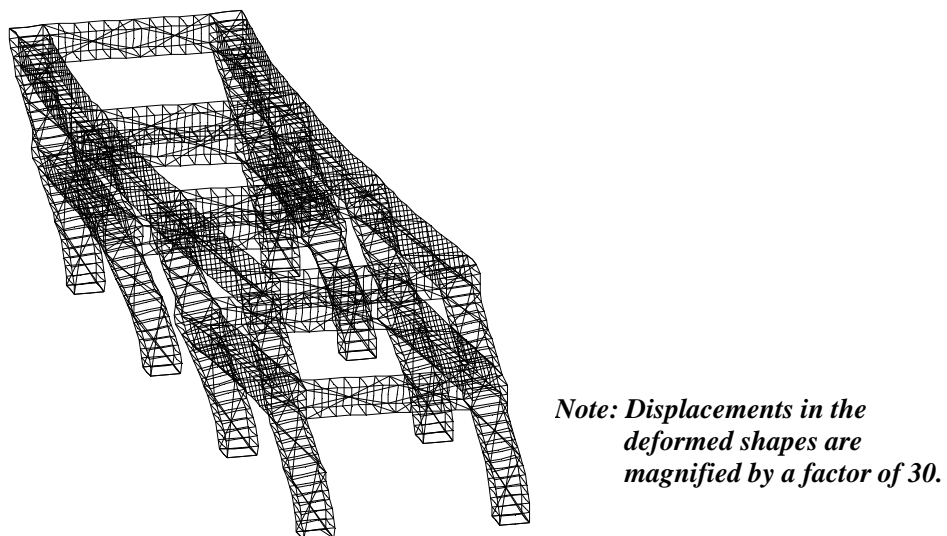 Note: Displacements in the
deformed shapes are
magnified by a factor of 30.